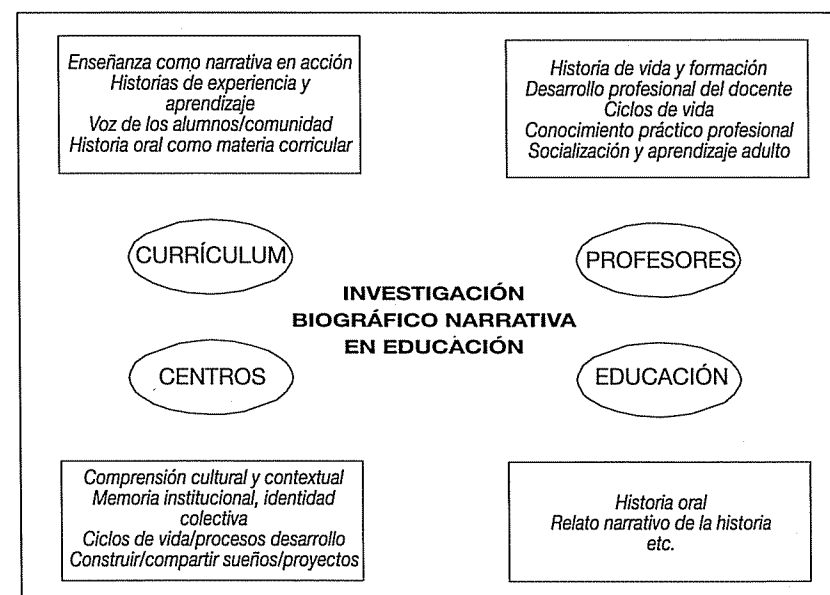 Enseñanza como narrativa en acción
Historias de experiencia y
aprendizaje
Voz de los alumnos/comunidad
Historia oral como materia corricular
Historia de vida y formación
Desarrollo profesional del docente
Ciclos de vida
Conocimiento práctico profesional
Socialización y aprendizaje adulto
CURRÍCULUM
PROFESORES
INVESTIGACIÓN
BIOGRÁFICO NARRATIVA
EN EDUCACIÓN
CENTROS
EDUCACIÓN
Comprensión cultural y contextual
Memoria institucional, identidad
colectiva
Ciclos de vida/procesos desarrollo
Construir/compartir sueños/proyectos
Historia oral
Relato narrativo de la historia
etc.